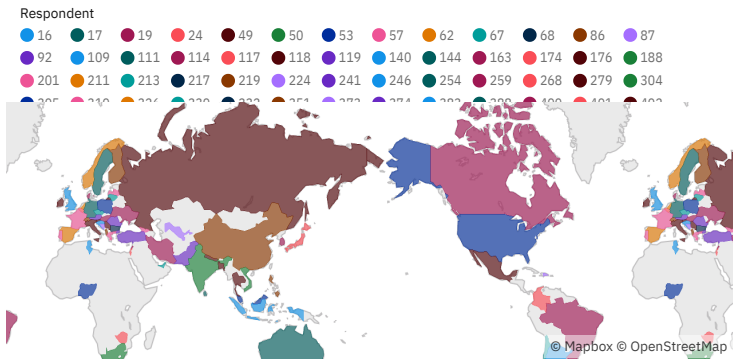 Respondent
16 17 19 24 49 50 53 57 62 67 68 86 87
92 109 111 114 117 118 119 140 144 163 174 176 188
201 211 213 217 219 224 241 246 254 259 268 279 304
© Mapbox © OpenStreetMap